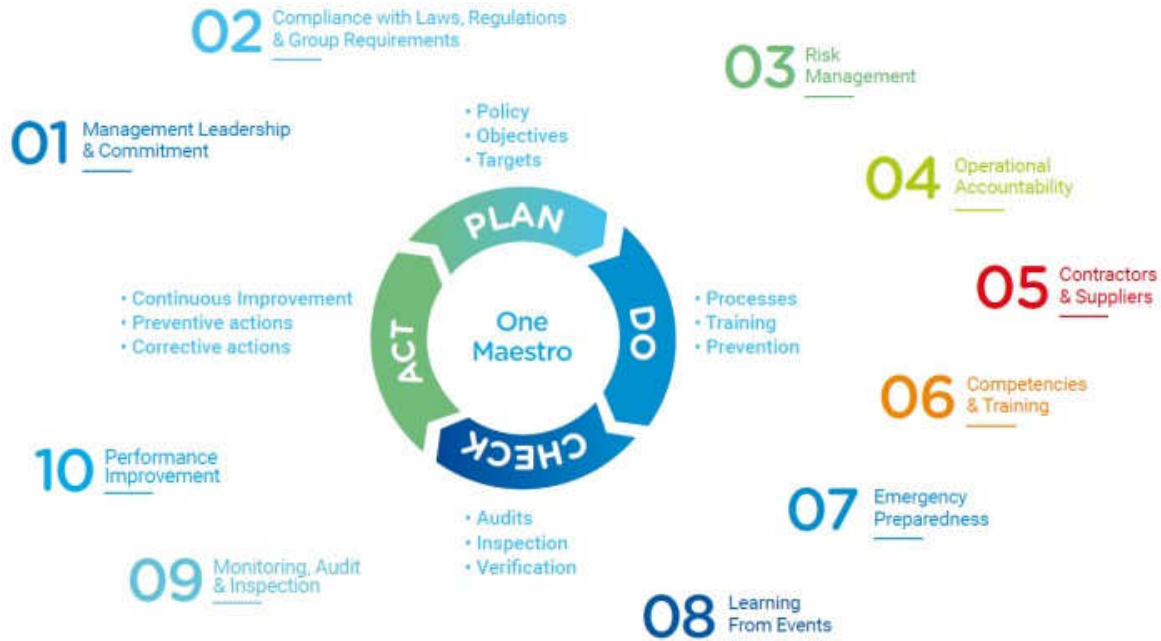 02 Compliance with Laws, Regulations
& Group Requirements
03 Risk
Management
01 Management Leadership
& Commitment
• Policy
• Objectives
• Targets
04 Operational
Accountability
PLAN
DO
CHECK
ACT
One
Maestro
• Continuous Improvement
• Preventive actions
• Corrective actions
• Processes
• Training
• Prevention
05 Contractors
& Suppliers
06 Competencies
& Training
10 Performance
Improvement
07 Emergency
Preparedness
• Audits
• Inspection
• Verification
09 Monitoring, Audit
& Inspection
08 Learning
From Events